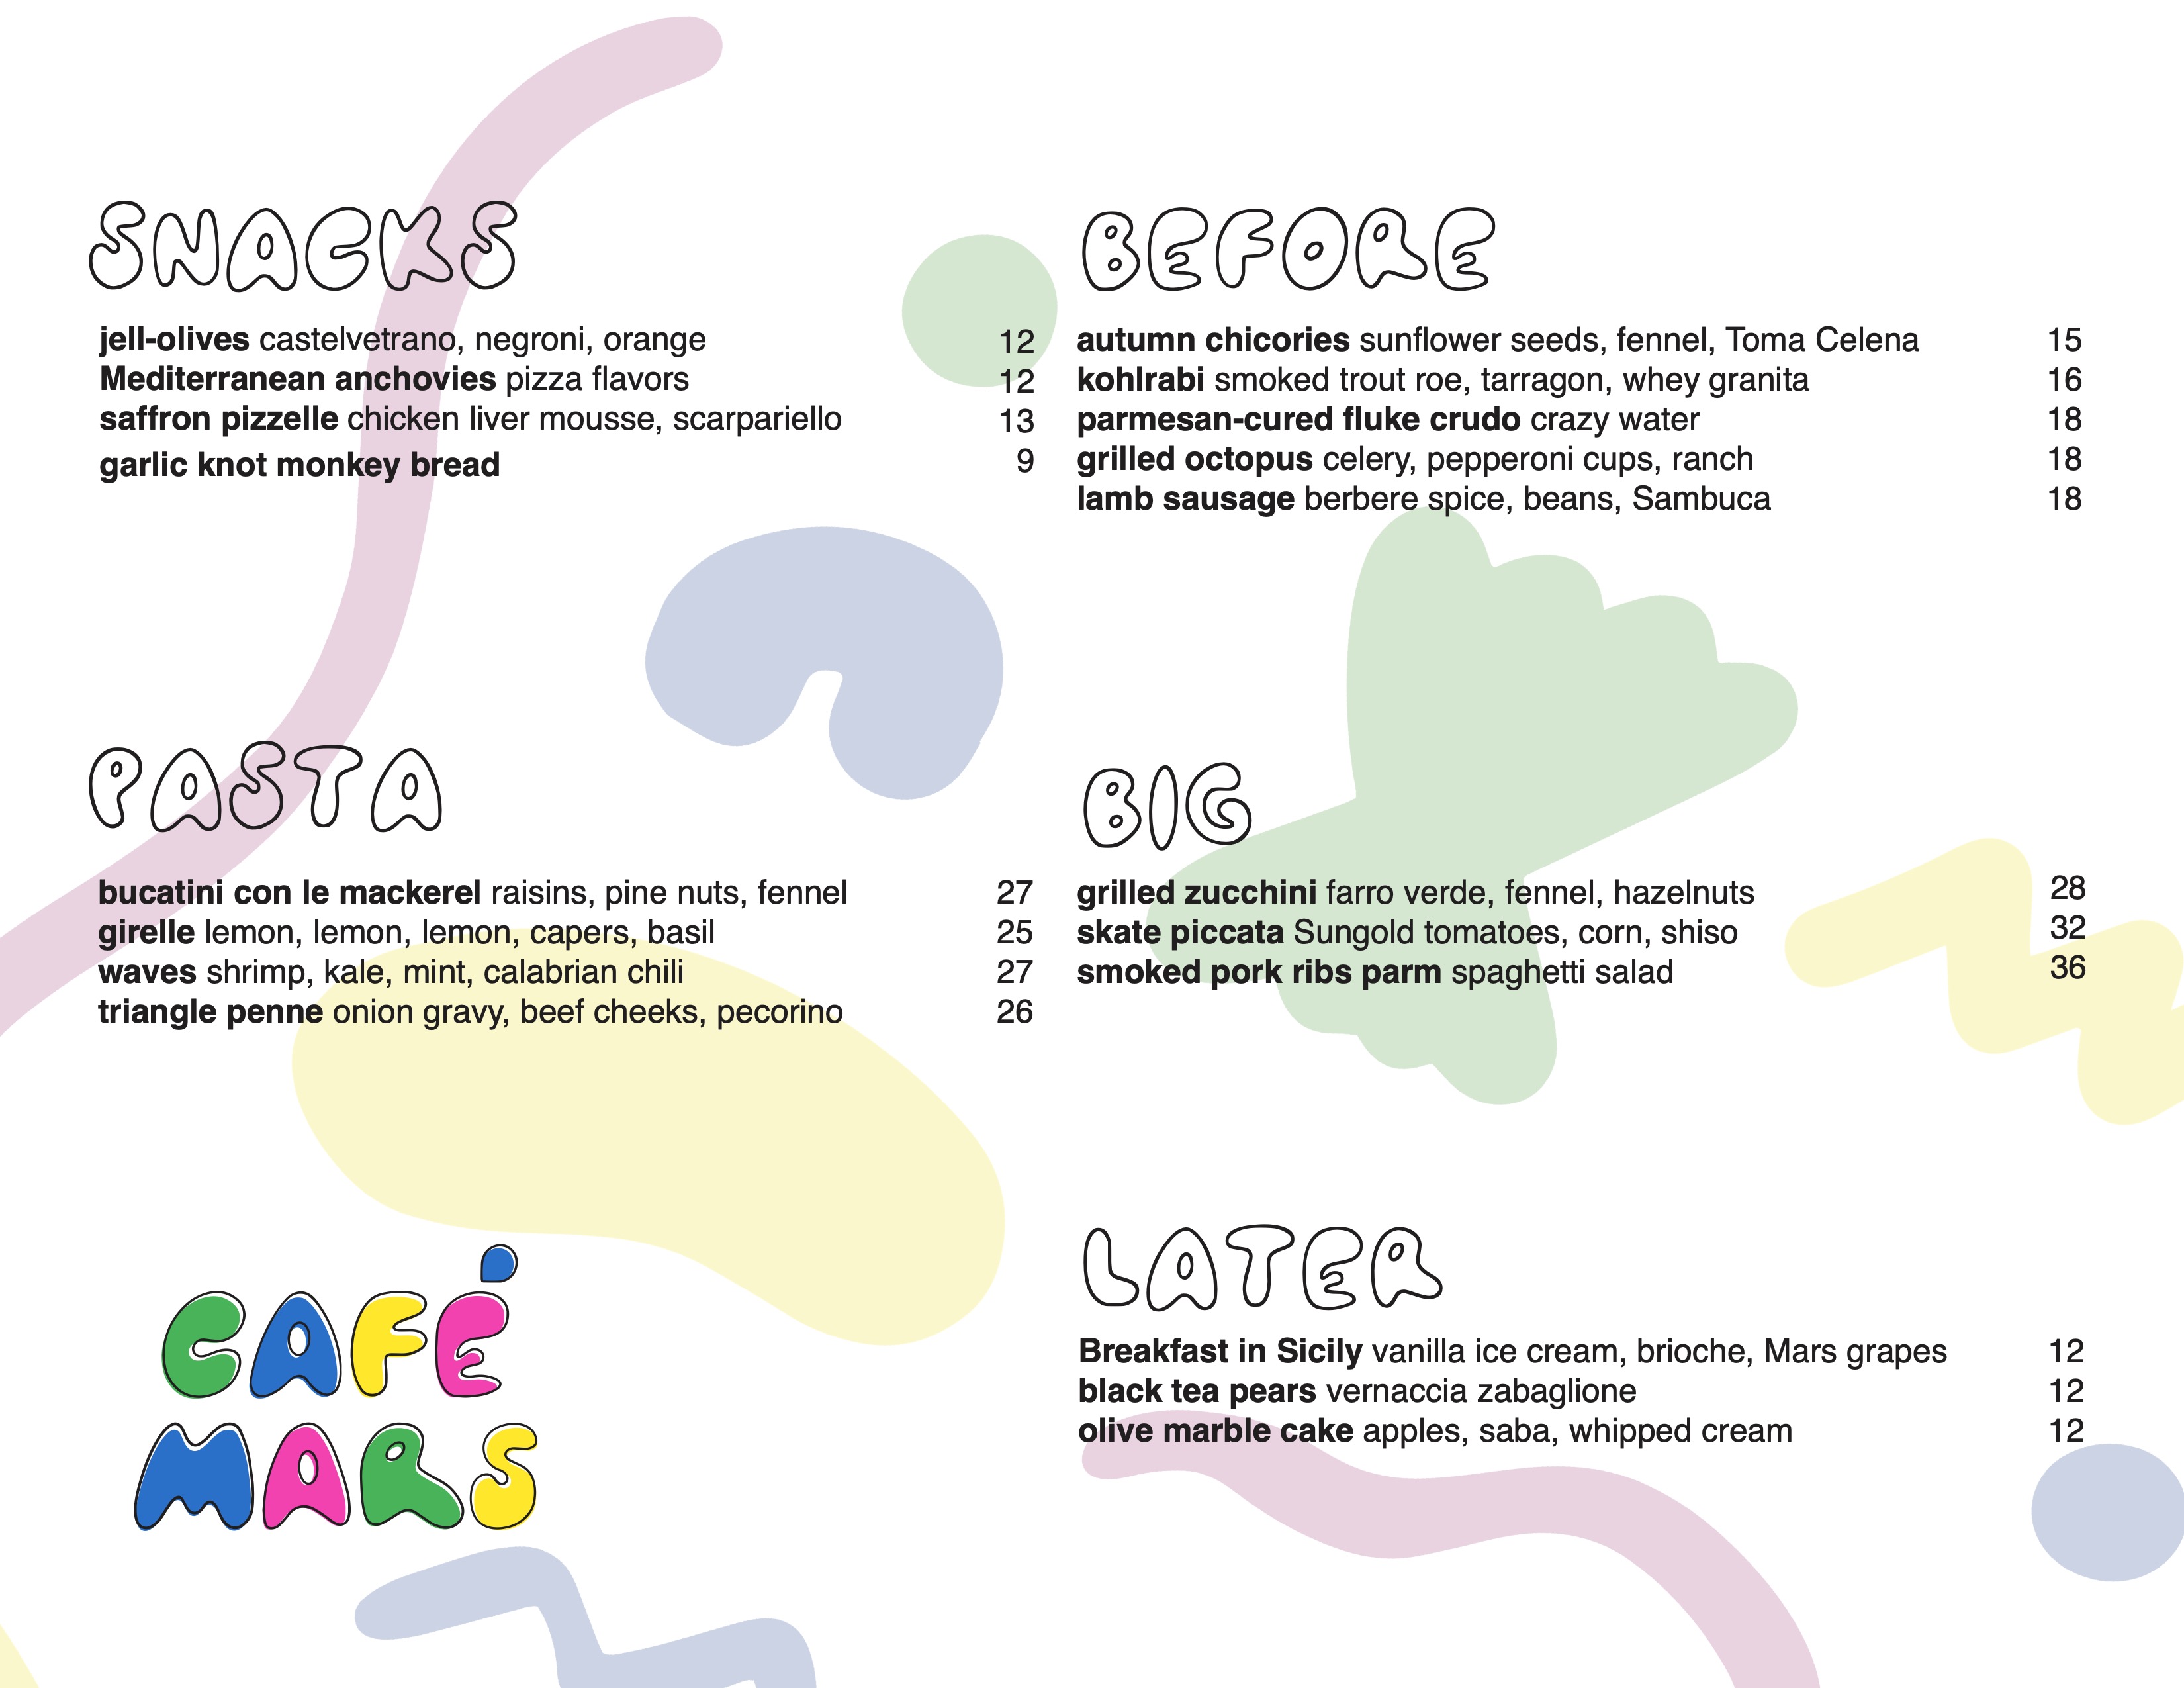 SNACKS
jell-olives castelvetrano, negroni, orange 12
Mediterranean anchovies pizza flavors 12
saffron pizzelle chicken liver mousse, scarpariello 13
garlic knot monkey bread 9
BEFORE
autumn chicories sunflower seeds, fennel, Toma Celena 15
kohlrabi smoked trout roe, tarragon, whey granita 16
parmesan-cured fluke crudo crazy water 18
grilled octopus celery, pepperoni cups, ranch 18
lamb sausage berbere spice, beans, Sambuca 18
PASTA
bucatini con le mackerel raisins, pine nuts, fennel 27
girelle lemon, lemon, lemon, capers, basil 25
waves shrimp, kale, mint, calabrian chili 27
triangle penne onion gravy, beef cheeks, pecorino 26
BIG
grilled zucchini farro verde, fennel, hazelnuts 28
skate piccata Sungold tomatoes, corn, shiso 32
smoked pork ribs parm spaghetti salad 36
CAFÉ
MARS
LATER
Breakfast in Sicily vanilla ice cream, brioche, Mars grapes 12
black tea pears vernaccia zabaglione 12
olive marble cake apples, saba, whipped cream 12